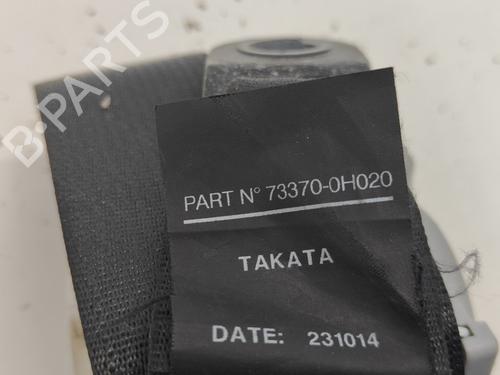 B-PARTS
PART N° 73370-0H020
TAKATA
DATE: 231014